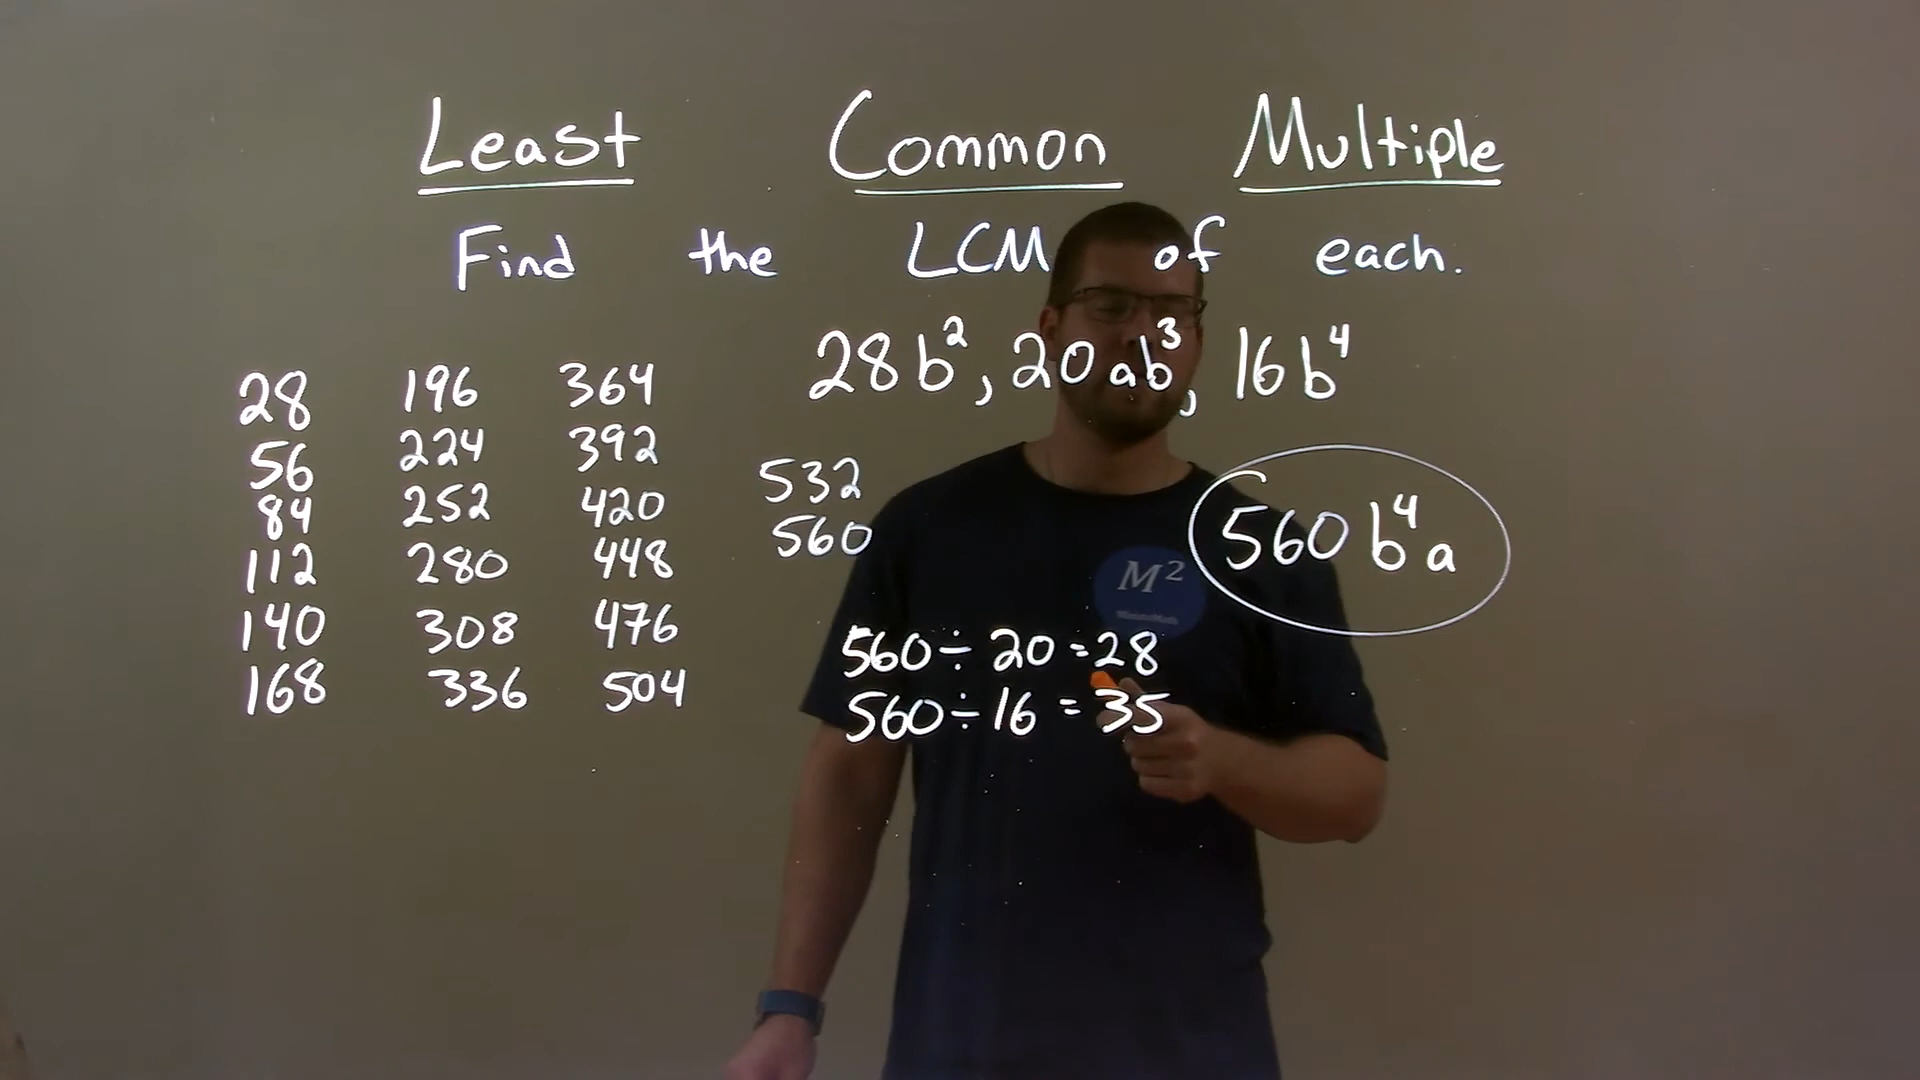 Least Common Multiple
Find the LCM of each.
28b², 20ab³, 16b⁴
28 196 364
56 224 392 532
84 252 420 560
112 280 448
140 308 476
168 336 504
560b⁴a
M²
560 ÷ 20 = 28
560 ÷ 16 = 35